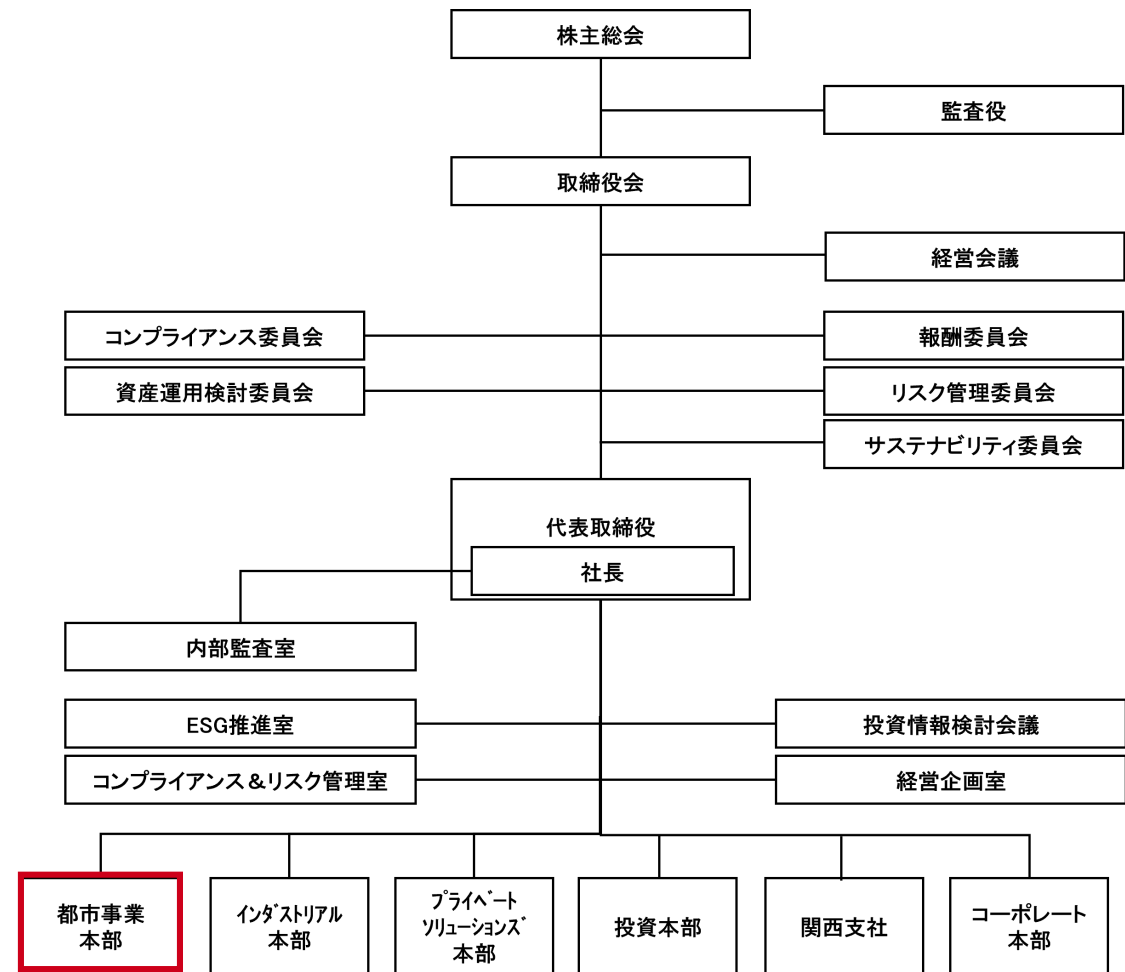 株主総会
監査役
取締役会
経営会議
コンプライアンス委員会
報酬委員会
資産運用検討委員会
リスク管理委員会
サステナビリティ委員会
代表取締役
社長
内部監査室
ESG推進室
投資情報検討会議
コンプライアンス&リスク管理室
経営企画室
都市事業
本部
インダストリアル
本部
プライベート
ソリューションズ
本部
投資本部
関西支社
コーポレート
本部